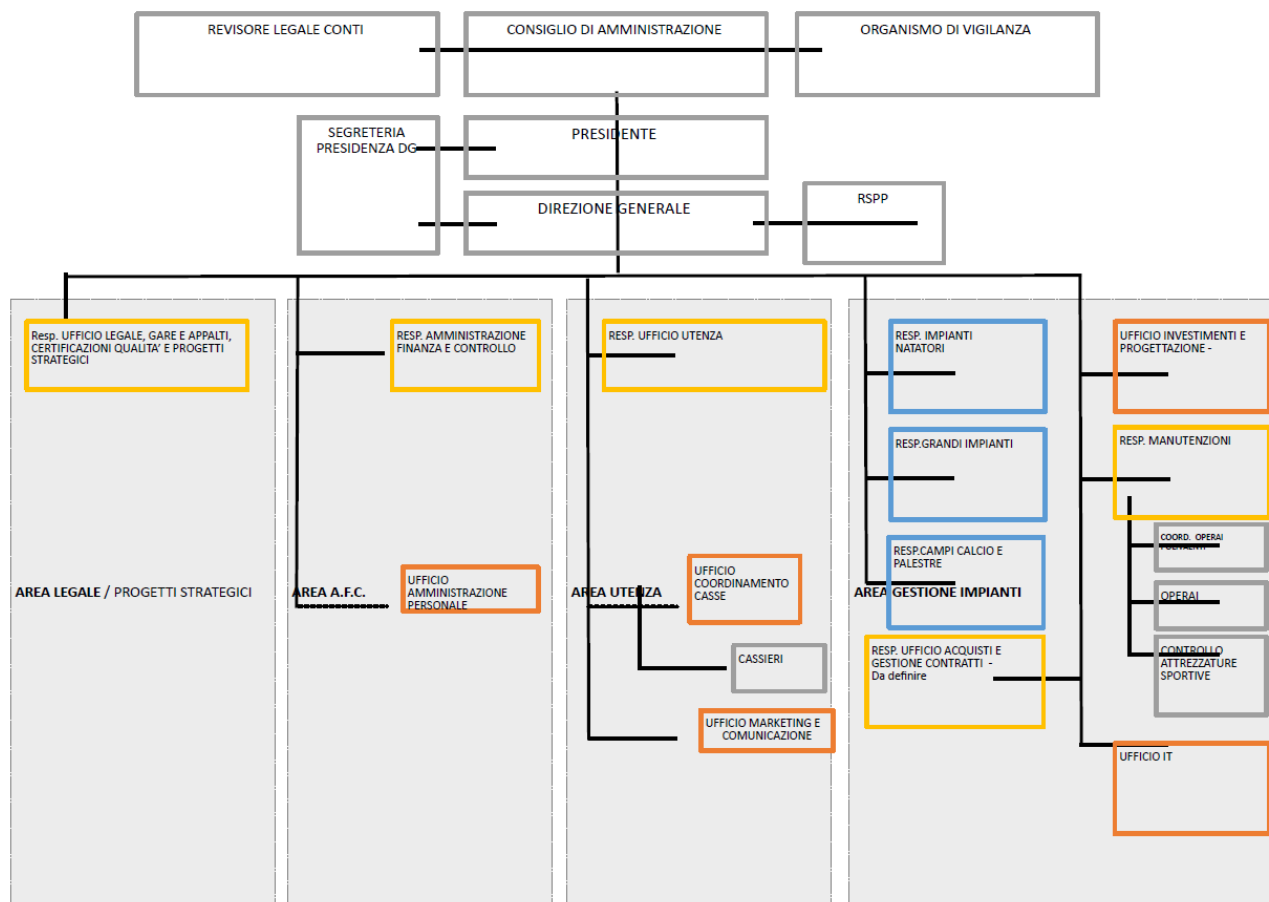 REVISORE LEGALE CONTI
CONSIGLIO DI AMMINISTRAZIONE
ORGANISMO DI VIGILANZA
SEGRETERIA
PRESIDENZA DG
PRESIDENTE
DIREZIONE GENERALE
RSPP
Resp. UFFICIO LEGALE, GARE E APPALTI,
CERTIFICAZIONI QUALITA' E PROGETTI
STRATEGICI
AREA LEGALE / PROGETTI STRATEGICI
RESP. AMMINISTRAZIONE
FINANZA E CONTROLLO
AREA A.F.C.
UFFICIO
AMMINISTRAZIONE
PERSONALE
RESP. UFFICIO UTENZA
AREA UTENZA
UFFICIO
COORDINAMENTO
CASSE
CASSIERI
UFFICIO MARKETING E
COMUNICAZIONE
RESP. IMPIANTI
NATATORI
RESP.GRANDI IMPIANTI
RESP.CAMPI CALCIO E
PALESTRE
AREA GESTIONE IMPIANTI
RESP. UFFICIO ACQUISTI E
GESTIONE CONTRATTI -
Da definire
UFFICIO INVESTIMENTI E
PROGETTAZIONE -
RESP. MANUTENZIONI
COORD. OPERAI
POLIVALENTI
OPERAI
CONTROLLO
ATTREZZATURE
SPORTIVE
UFFICIO IT